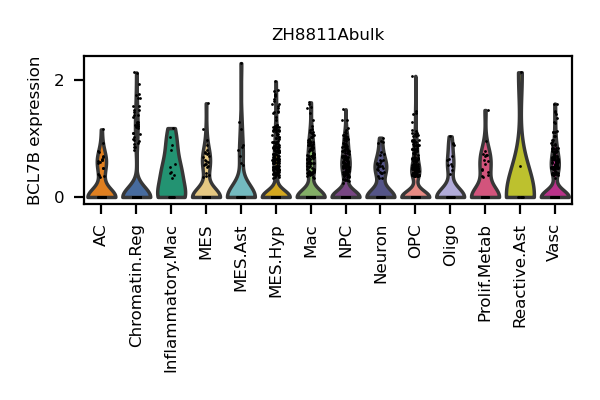 ZH8811Abulk
BCL7B expression
2
0
AC
Chromatin.Reg
Inflammatory.Mac
MES
MES.Ast
MES.Hyp
Mac
NPC
Neuron
OPC
Oligo
Prolif.Metab
Reactive.Ast
Vasc